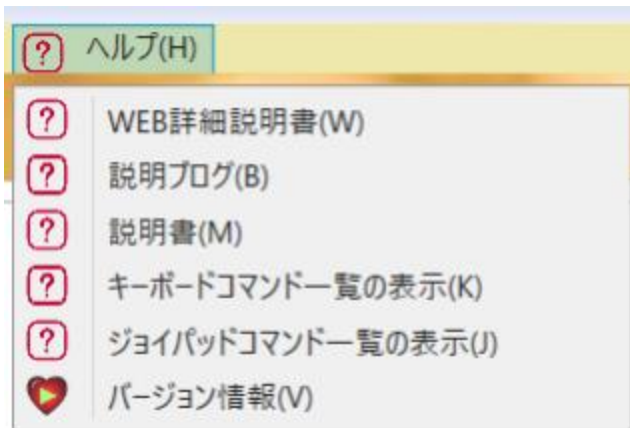 ヘルプ(H)
WEB詳細説明書(W)
説明ブログ(B)
説明書(M)
キーボードコマンド一覧の表示(K)
ジョイパッドコマンド一覧の表示(J)
バージョン情報(V)